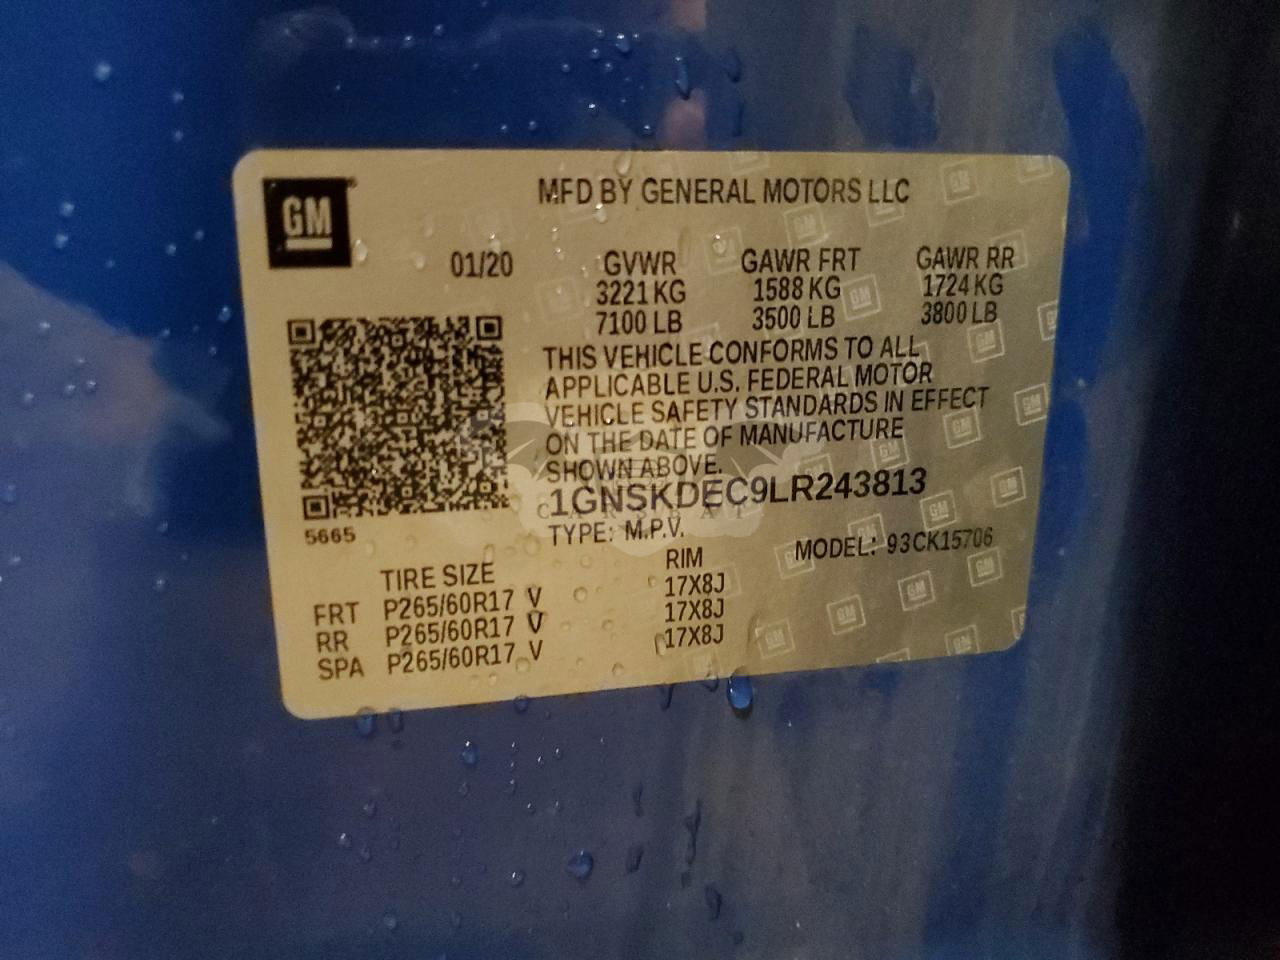 GM
MFD BY GENERAL MOTORS LLC
01/20 GVWR GAWR FRT GAWR RR
3221 KG 1588 KG 1724 KG
7100 LB 3500 LB 3800 LB
THIS VEHICLE CONFORMS TO ALL
APPLICABLE U.S. FEDERAL MOTOR
VEHICLE SAFETY STANDARDS IN EFFECT
ON THE DATE OF MANUFACTURE
SHOWN ABOVE.
1GNSKDEC9LR243813
5665
TYPE: M.P.V. MODEL: 93CK15706
TIRE SIZE RIM
FRT P265/60R17 V 17X8J
RR P265/60R17 V 17X8J
SPA P265/60R17 V 17X8J